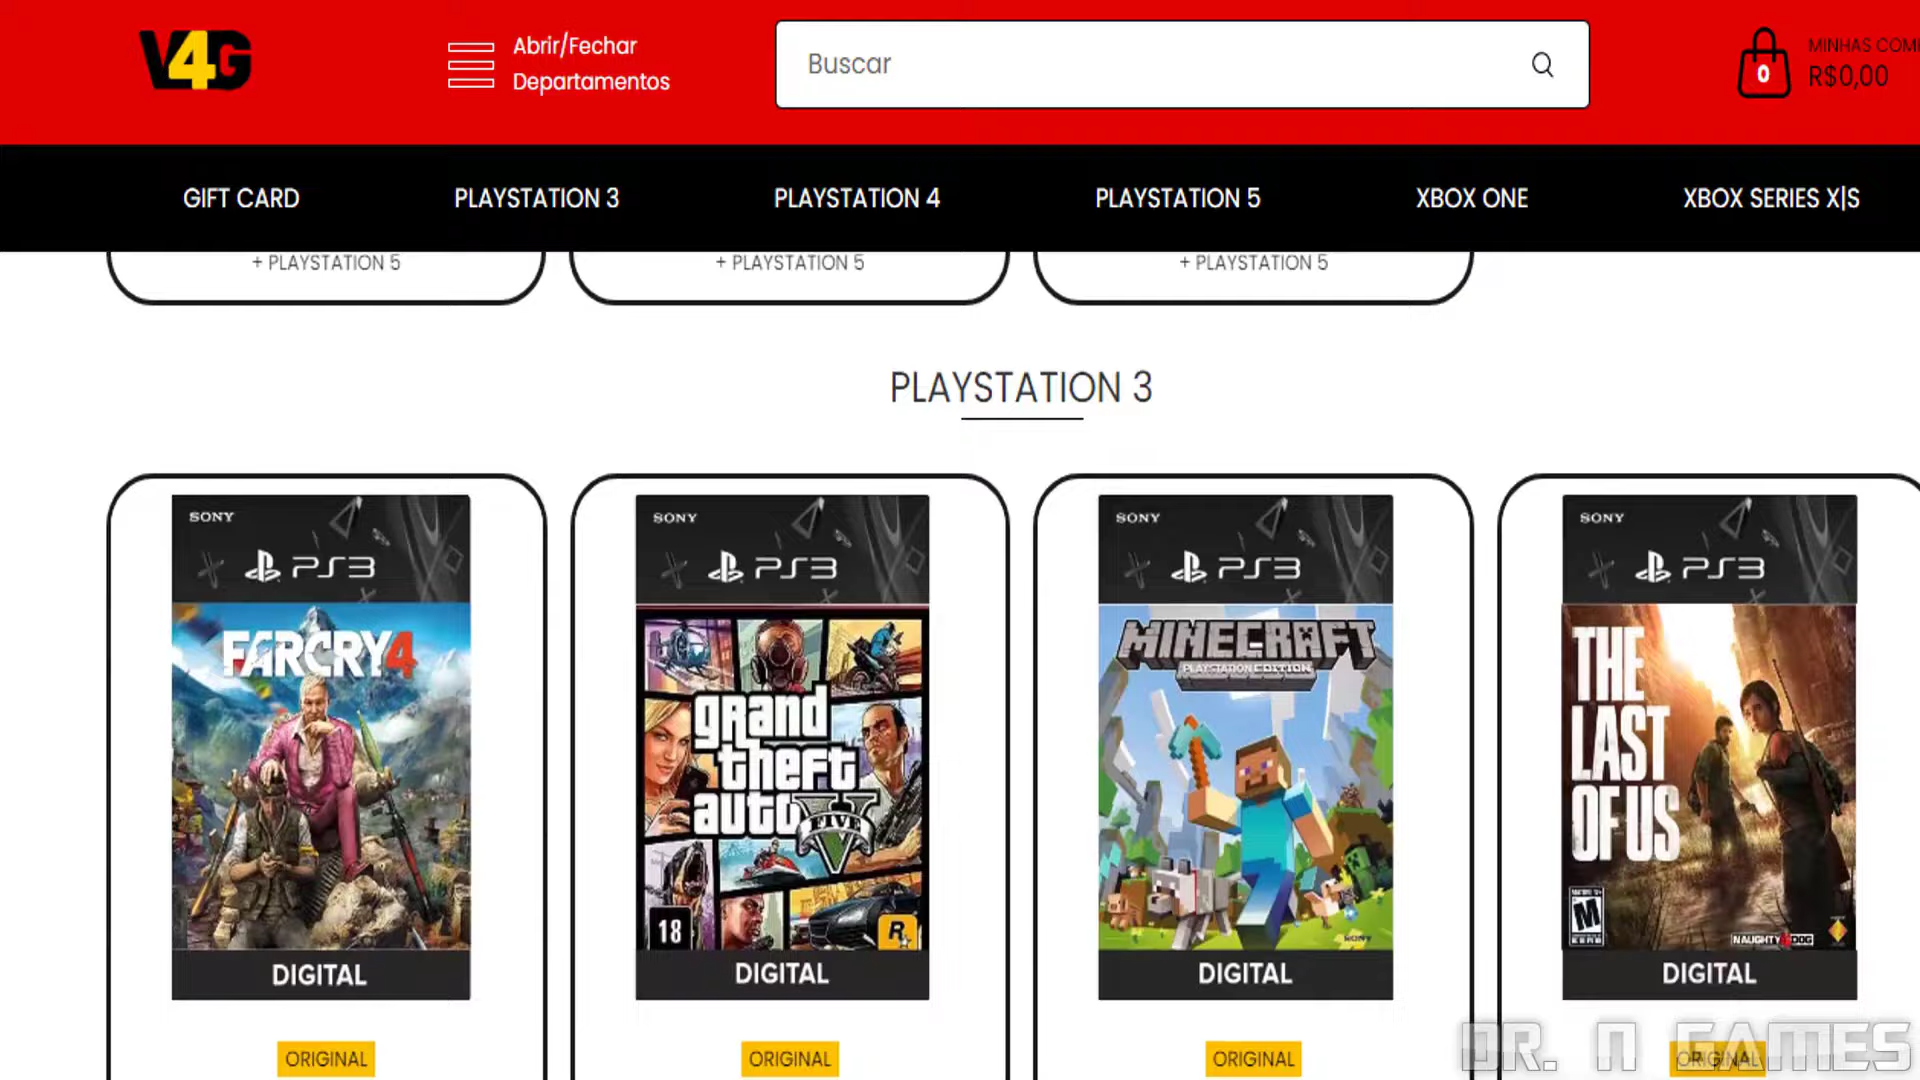 V4G
Abrir/Fechar
Departamentos
Buscar
0
MINHAS COM
R$0,00
GIFT CARD
PLAYSTATION 3
PLAYSTATION 4
PLAYSTATION 5
XBOX ONE
XBOX SERIES X|S
+ PLAYSTATION 5
+ PLAYSTATION 5
+ PLAYSTATION 5
PLAYSTATION 3
SONY
PS3
FARCRY4
DIGITAL
ORIGINAL
SONY
PS3
grand
theft
auto V
FIVE
18
R
DIGITAL
ORIGINAL
SONY
PS3
MINECRAFT
PLAYSTATION EDITION
SONY
DIGITAL
ORIGINAL
SONY
PS3
THE
LAST
OF US
M
NAUGHTY DOG
DIGITAL
ORIGINAL
DR. N GAMES